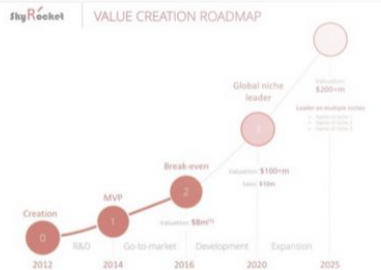 SkyRocket
VALUE CREATION ROADMAP
Valuation:
$200+m
Global niche
leader
Leader on multiple niches
3
Break-even
Valuation: $100+m
Sales: $10m
2
MVP
Creation
1
Valuation: $8m(1)
0
R&D
Go-to-market
Development
Expansion
2012
2014
2016
2020
2025